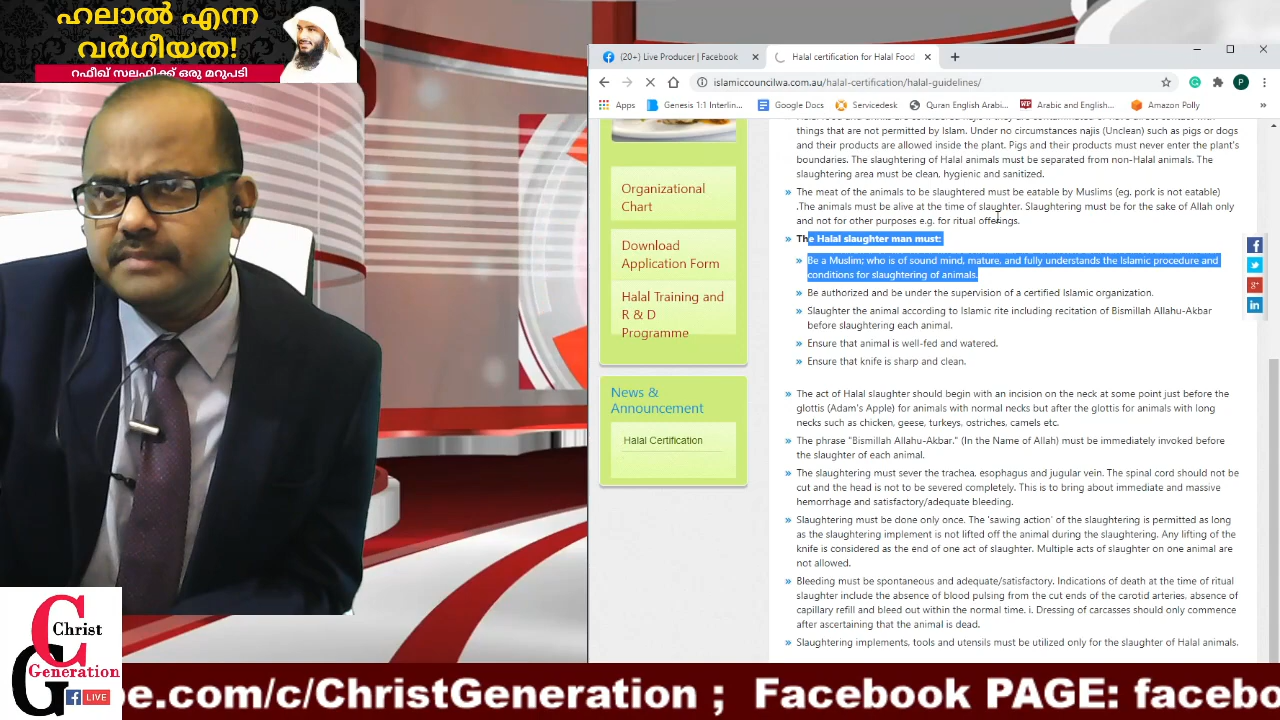 ഹലാൽ എന്ന
വർഗീയത!
റഫീഖ് സലഫിക്ക് ഒരു മറുപടി
(20+) Live Producer | Facebook
Halal certification for Halal Food
islamiccouncilwa.com.au/halal-certification/halal-guidelines/
P
Apps
Genesis 1:1 Interlin...
Google Docs
Servicedesk
Quran English Arabi...
Arabic and English...
Amazon Polly
things that are not permitted by Islam. Under no circumstances najis (Unclean) such as pigs or dogs
and their products are allowed inside the plant. Pigs and their products must never enter the plant's
boundaries. The slaughtering of Halal animals must be separated from non-Halal animals. The
slaughtering area must be clean, hygienic and sanitized.
» The meat of the animals to be slaughtered must be eatable by Muslims (eg. pork is not eatable)
.The animals must be alive at the time of slaughter. Slaughtering must be for the sake of Allah only
and not for other purposes e.g. for ritual offerings.
» The Halal slaughter man must:
» Be a Muslim; who is of sound mind, mature, and fully understands the Islamic procedure and
conditions for slaughtering of animals.
» Be authorized and be under the supervision of a certified Islamic organization.
» Slaughter the animal according to Islamic rite including recitation of Bismillah Allahu-Akbar
before slaughtering each animal.
» Ensure that animal is well-fed and watered.
» Ensure that knife is sharp and clean.
» The act of Halal slaughter should begin with an incision on the neck at some point just before the
glottis (Adam's Apple) for animals with normal necks but after the glottis for animals with long
necks such as chicken, geese, turkeys, ostriches, camels etc.
» The phrase "Bismillah Allahu-Akbar." (In the Name of Allah) must be immediately invoked before
the slaughter of each animal.
» The slaughtering must sever the trachea, esophagus and jugular vein. The spinal cord should not be
cut and the head is not to be severed completely. This is to bring about immediate and massive
hemorrhage and satisfactory/adequate bleeding.
» Slaughtering must be done only once. The 'sawing action' of the slaughtering is permitted as long
as the slaughtering implement is not lifted off the animal during the slaughtering. Any lifting of the
knife is considered as the end of one act of slaughter. Multiple acts of slaughter on one animal are
not allowed.
» Bleeding must be spontaneous and adequate/satisfactory. Indications of death at the time of ritual
slaughter include the absence of blood pulsing from the cut ends of the carotid arteries, absence of
capillary refill and bleed out within the normal time. i. Dressing of carcasses should only commence
after ascertaining that the animal is dead.
» Slaughtering implements, tools and utensils must be utilized only for the slaughter of Halal animals.
Organizational
Chart
Download
Application Form
Halal Training and
R & D
Programme
News &
Announcement
Halal Certification
C
Christ
Generation
G
f LIVE
be.com/c/ChristGeneration ; Facebook PAGE: facebo